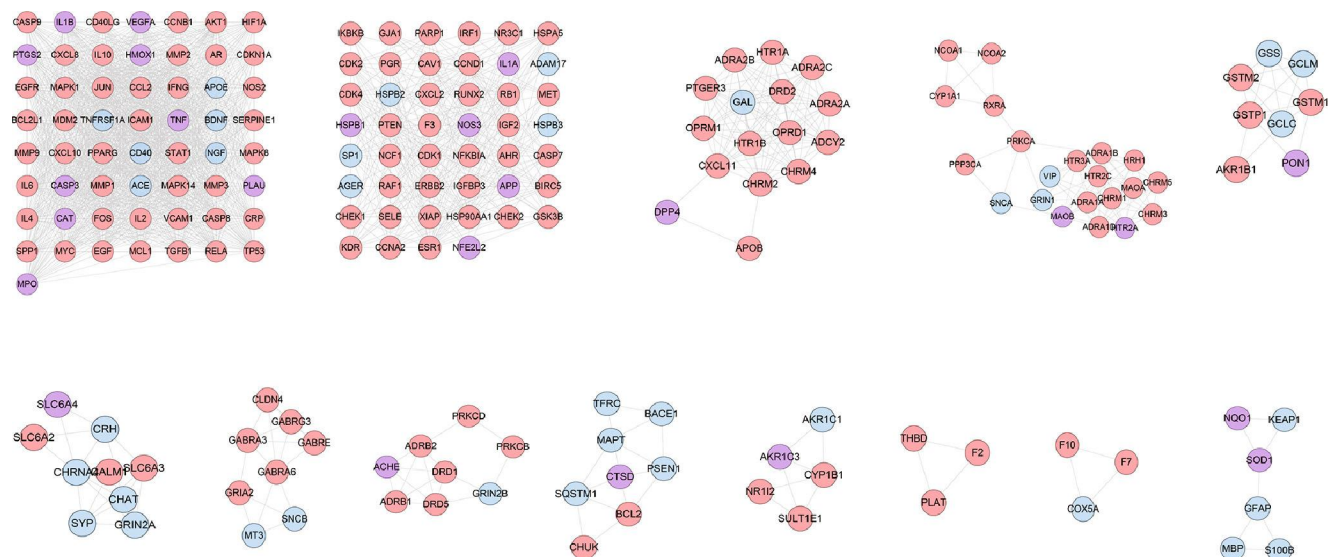 CASP9 IL1B CD40LG VEGFA CCNB1 AKT1 HIF1A
PTGS2 CXCL8 IL10 HMOX1 MMP2 AR CDKN1A
EGFR MAPK1 JUN CCL2 IFNG APOE NOS2
BCL2L1 MDM2 TNFRSF1A ICAM1 TNF BDNF SERPINE1
MMP9 CXCL10 PPARG CD40 STAT1 NGF MAPK8
IL6 CASP3 MMP1 ACE MAPK14 MMP3 PLAU
IL4 CAT FOS IL2 VCAM1 CASP8 CRP
SPP1 MYC EGF MCL1 TGFB1 RELA TP53
MPO
IKBKB GJA1 PARP1 IRF1 NR3C1 HSPA5
CDK2 PGR CAV1 CCND1 IL1A ADAM17
CDK4 HSPB2 CXCL2 RUNX2 RB1 MET
HSPB1 PTEN F3 NOS3 IGF2 HSPB3
SP1 NCF1 CDK1 NFKBIA AHR CASP7
AGER RAF1 ERBB2 IGFBP3 APP BIRC5
CHEK1 SELE XIAP HSP90AA1 CHEK2 GSK3B
KDR CCNA2 ESR1 NFE2L2
HTR1A
ADRA2B ADRA2C
PTGER3 DRD2
GAL ADRA2A
OPRM1 OPRD1 ADCY2
HTR1B
CXCL11 CHRM4
CHRM2
DPP4
APOB
NCOA1 NCOA2
CYP1A1 RXRA
PRKCA
PPP3CA HTR3A ADRA1B HRH1
VIP HTR2C MAOA CHRM5
SNCA GRIN1 ADRA1A CHRM1
MAOB CHRM3
ADRA1D HTR2A
GSS GCLM
GSTM2 GSTM1
GSTP1 GCLC
AKR1B1 PON1
SLC6A4
CRH
SLC6A2
CHRNA4 CALM1 SLC6A3
CHAT
SYP GRIN2A
CLDN4
GABRG3
GABRA3 GABRE
GABRA6
GRIA2
SNCB
MT3
PRKCD
ADRB2 PRKCB
ACHE DRD1
GRIN2B
ADRB1 DRD5
TFRC BACE1
MAPT
PSEN1
CTSD
SQSTM1
BCL2
CHUK
AKR1C1
AKR1C3
CYP1B1
NR1I2
SULT1E1
THBD F2
PLAT
F10 F7
COX5A
NQO1 KEAP1
SOD1
GFAP
MBP S100B